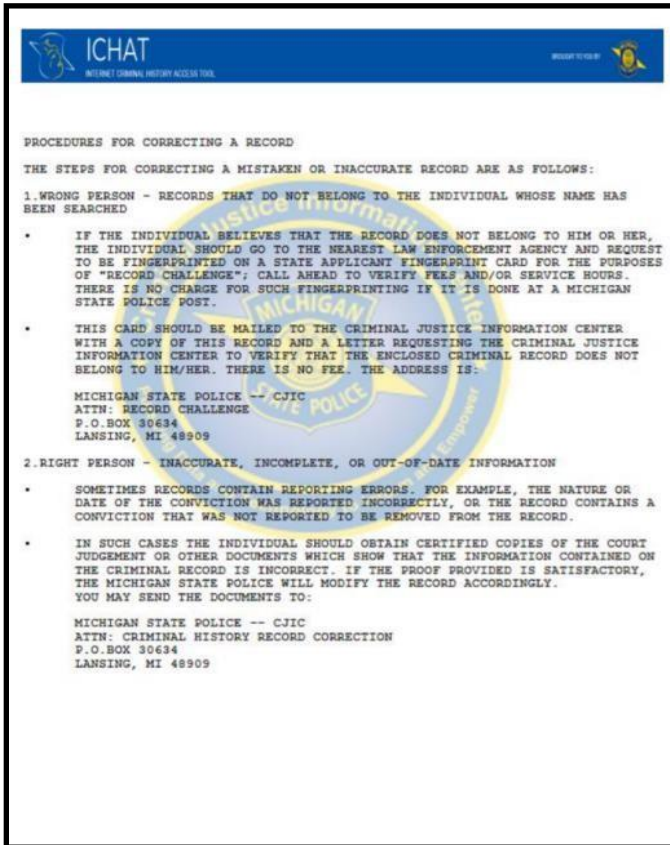 ICHAT
INTERNET CRIMINAL HISTORY ACCESS TOOL
BROUGHT TO YOU BY
PROCEDURES FOR CORRECTING A RECORD
THE STEPS FOR CORRECTING A MISTAKEN OR INACCURATE RECORD ARE AS FOLLOWS:
1.WRONG PERSON - RECORDS THAT DO NOT BELONG TO THE INDIVIDUAL WHOSE NAME HAS
BEEN SEARCHED
• IF THE INDIVIDUAL BELIEVES THAT THE RECORD DOES NOT BELONG TO HIM OR HER,
THE INDIVIDUAL SHOULD GO TO THE NEAREST LAW ENFORCEMENT AGENCY AND REQUEST
TO BE FINGERPRINTED ON A STATE APPLICANT FINGERPRINT CARD FOR THE PURPOSES
OF "RECORD CHALLENGE"; CALL AHEAD TO VERIFY FEES AND/OR SERVICE HOURS.
THERE IS NO CHARGE FOR SUCH FINGERPRINTING IF IT IS DONE AT A MICHIGAN
STATE POLICE POST.
• THIS CARD SHOULD BE MAILED TO THE CRIMINAL JUSTICE INFORMATION CENTER
WITH A COPY OF THIS RECORD AND A LETTER REQUESTING THE CRIMINAL JUSTICE
INFORMATION CENTER TO VERIFY THAT THE ENCLOSED CRIMINAL RECORD DOES NOT
BELONG TO HIM/HER. THERE IS NO FEE. THE ADDRESS IS:
MICHIGAN STATE POLICE -- CJIC
ATTN: RECORD CHALLENGE
P.O.BOX 30634
LANSING, MI 48909
2.RIGHT PERSON - INACCURATE, INCOMPLETE, OR OUT-OF-DATE INFORMATION
• SOMETIMES RECORDS CONTAIN REPORTING ERRORS. FOR EXAMPLE, THE NATURE OR
DATE OF THE CONVICTION WAS REPORTED INCORRECTLY, OR THE RECORD CONTAINS A
CONVICTION THAT WAS NOT REPORTED TO BE REMOVED FROM THE RECORD.
• IN SUCH CASES THE INDIVIDUAL SHOULD OBTAIN CERTIFIED COPIES OF THE COURT
JUDGEMENT OR OTHER DOCUMENTS WHICH SHOW THAT THE INFORMATION CONTAINED ON
THE CRIMINAL RECORD IS INCORRECT. IF THE PROOF PROVIDED IS SATISFACTORY,
THE MICHIGAN STATE POLICE WILL MODIFY THE RECORD ACCORDINGLY.
YOU MAY SEND THE DOCUMENTS TO:
MICHIGAN STATE POLICE -- CJIC
ATTN: CRIMINAL HISTORY RECORD CORRECTION
P.O.BOX 30634
LANSING, MI 48909
Justice Information Center
MICHIGAN
STATE POLICE